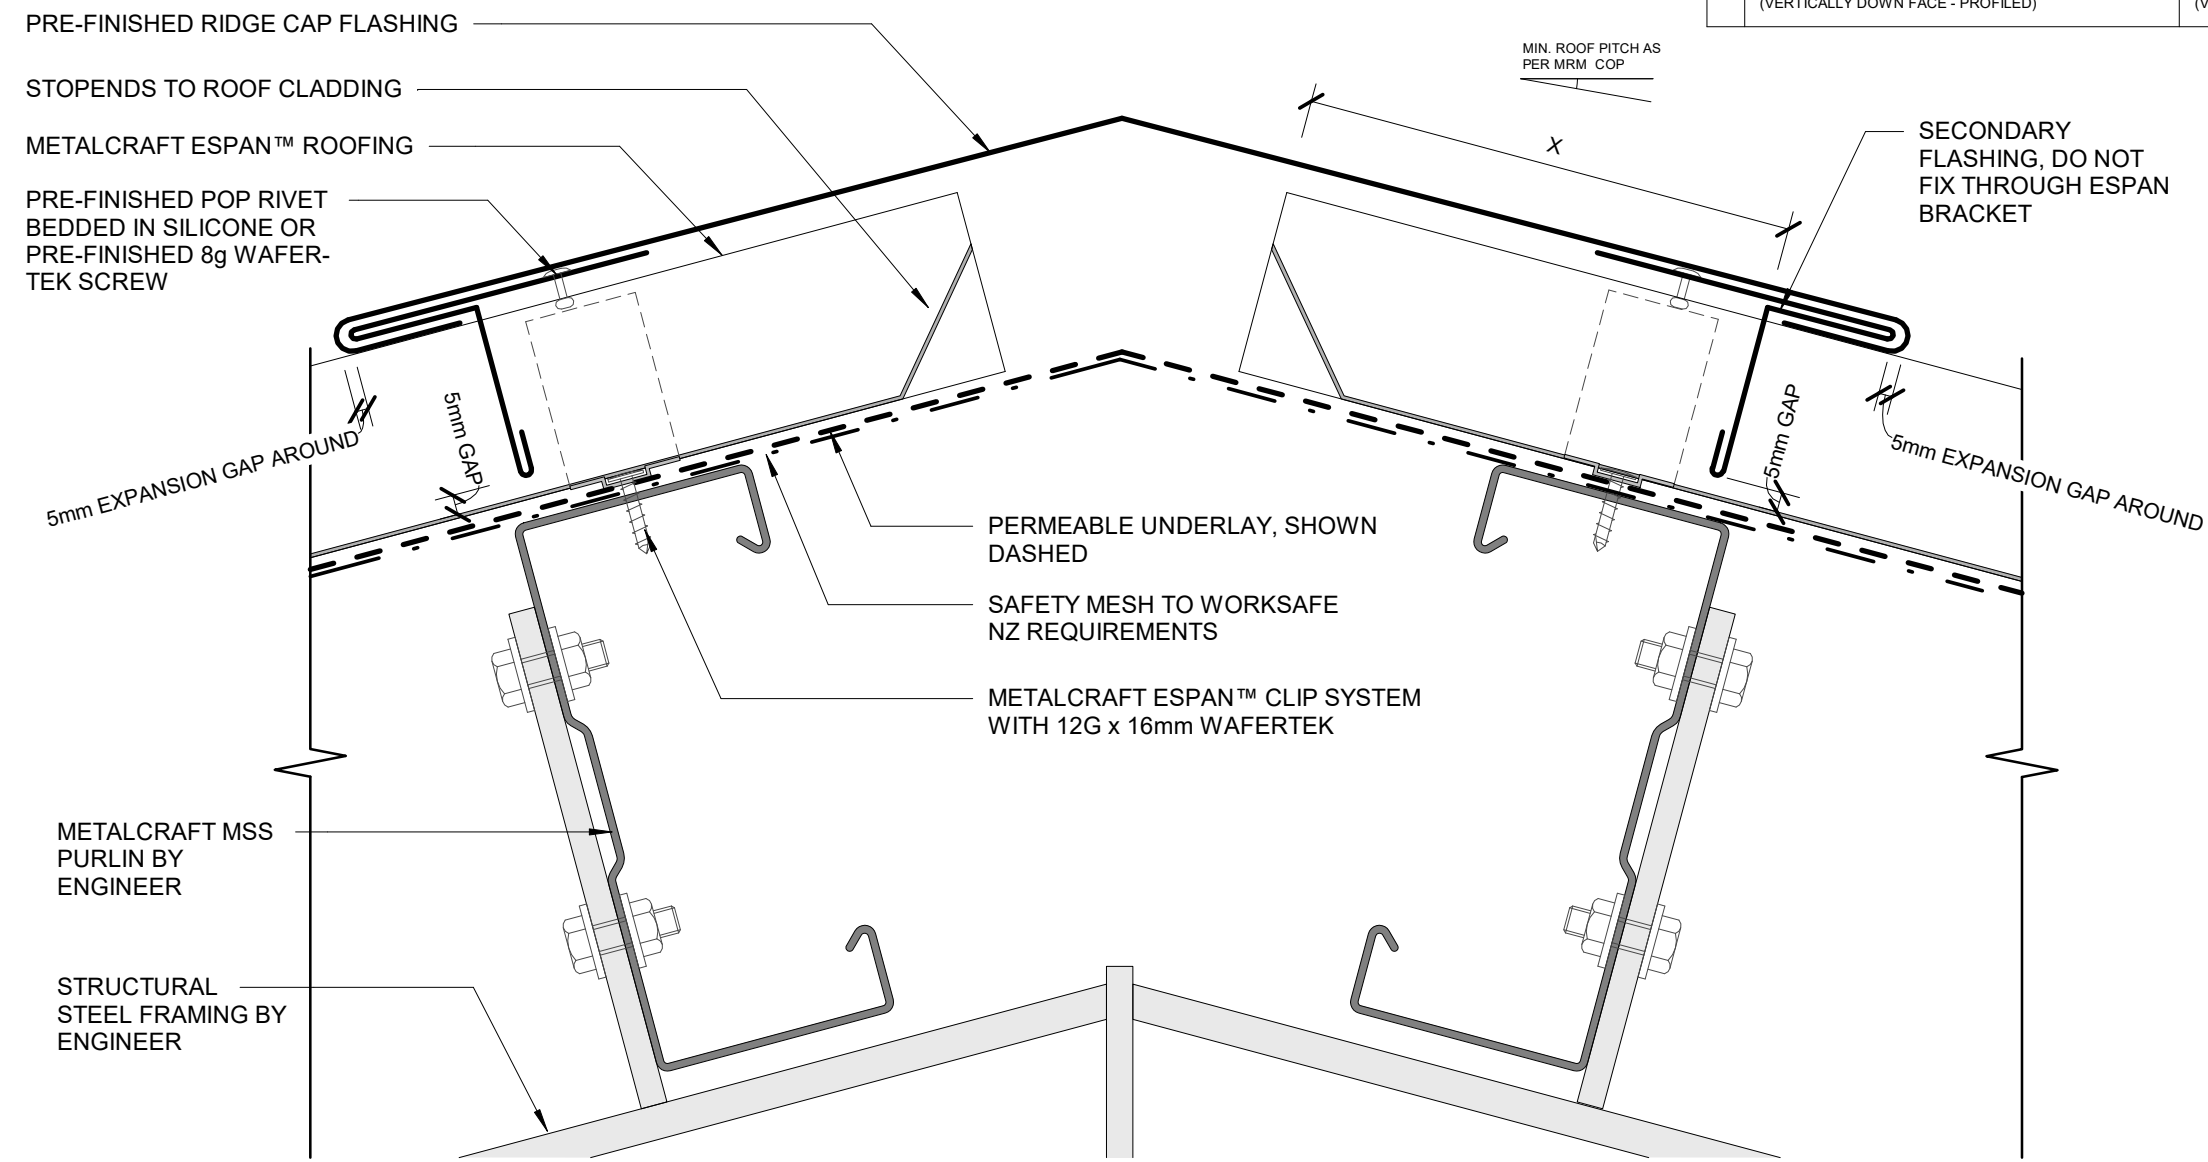 (VERTICALLY DOWN FACE - PROFILED)
PRE-FINISHED RIDGE CAP FLASHING
STOPENDS TO ROOF CLADDING
METALCRAFT ESPAN™ ROOFING
PRE-FINISHED POP RIVET
BEDDED IN SILICONE OR
PRE-FINISHED 8g WAFER-
TEK SCREW
MIN. ROOF PITCH AS
PER MRM COP
X
SECONDARY
FLASHING, DO NOT
FIX THROUGH ESPAN
BRACKET
5mm EXPANSION GAP AROUND
5mm GAP
5mm GAP
5mm EXPANSION GAP AROUND
PERMEABLE UNDERLAY, SHOWN
DASHED
SAFETY MESH TO WORKSAFE
NZ REQUIREMENTS
METALCRAFT ESPAN™ CLIP SYSTEM
WITH 12G x 16mm WAFERTEK
METALCRAFT MSS
PURLIN BY
ENGINEER
STRUCTURAL
STEEL FRAMING BY
ENGINEER